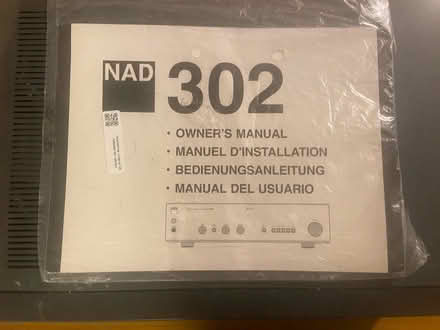 NAD 302
• OWNER'S MANUAL
• MANUEL D'INSTALLATION
• BEDIENUNGSANLEITUNG
• MANUAL DEL USUARIO